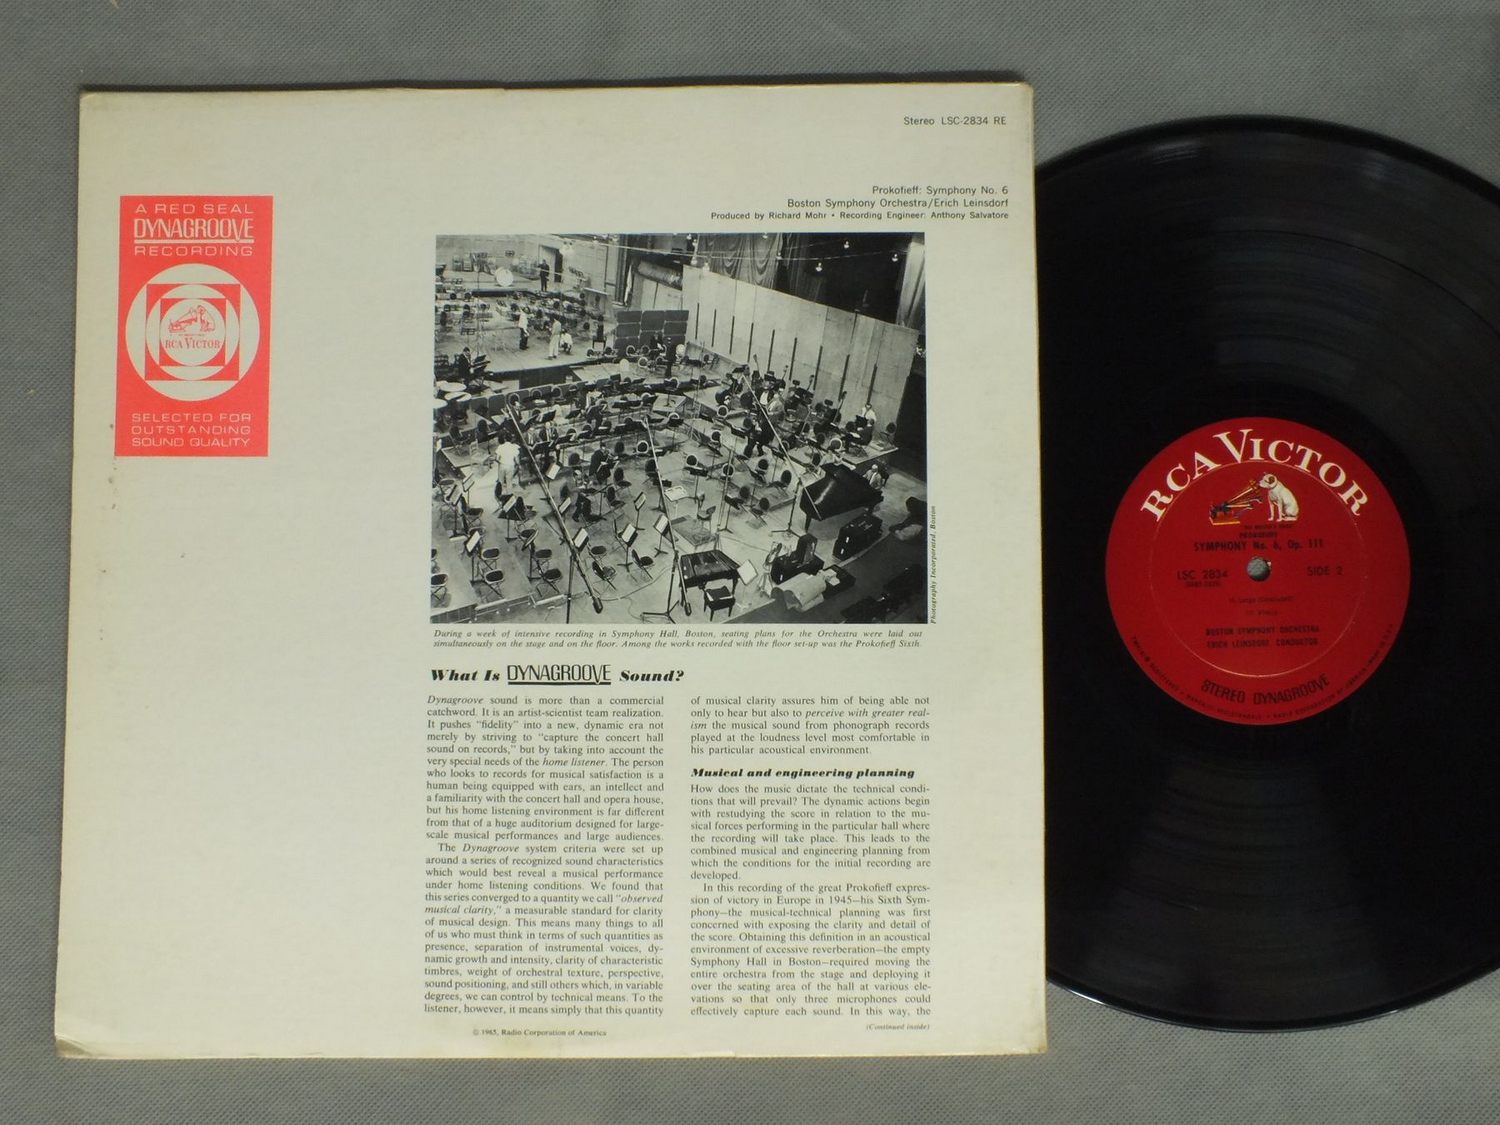 Stereo LSC-2834 RE
Prokofieff: Symphony No. 6
Boston Symphony Orchestra/Erich Leinsdorf
Produced by Richard Mohr • Recording Engineer: Anthony Salvatore
A RED SEAL
DYNAGROOVE
RECORDING
RCA VICTOR
SELECTED FOR
OUTSTANDING
SOUND QUALITY
Photography Incorporated, Boston
During a week of intensive recording in Symphony Hall, Boston, seating plans for the Orchestra were laid out
simultaneously on the stage and on the floor. Among the works recorded with the floor set-up was the Prokofieff Sixth.
What Is DYNAGROOVE Sound?
Dynagroove sound is more than a commercial
catchword. It is an artist-scientist team realization.
It pushes "fidelity" into a new, dynamic era not
merely by striving to "capture the concert hall
sound on records," but by taking into account the
very special needs of the home listener. The person
who looks to records for musical satisfaction is a
human being equipped with ears, an intellect and
a familiarity with the concert hall and opera house,
but his home listening environment is far different
from that of a huge auditorium designed for large-
scale musical performances and large audiences.
The Dynagroove system criteria were set up
around a series of recognized sound characteristics
which would best reveal a musical performance
under home listening conditions. We found that
this series converged to a quantity we call "observed
musical clarity," a measurable standard for clarity
of musical design. This means many things to all
of us who must think in terms of such quantities as
presence, separation of instrumental voices, dy-
namic growth and intensity, clarity of characteristic
timbres, weight of orchestral texture, perspective,
sound positioning, and still others which, in variable
degrees, we can control by technical means. To the
listener, however, it means simply that this quantity
of musical clarity assures him of being able not
only to hear but also to perceive with greater real-
ism the musical sound from phonograph records
played at the loudness level most comfortable in
his particular acoustical environment.
Musical and engineering planning
How does the music dictate the technical condi-
tions that will prevail? The dynamic actions begin
with restudying the score in relation to the mu-
sical forces performing in the particular hall where
the recording will take place. This leads to the
combined musical and engineering planning from
which the conditions for the initial recording are
developed.
In this recording of the great Prokofieff expres-
sion of victory in Europe in 1945—his Sixth Sym-
phony—the musical-technical planning was first
concerned with exposing the clarity and detail of
the score. Obtaining this definition in an acoustical
environment of excessive reverberation—the empty
Symphony Hall in Boston—required moving the
entire orchestra from the stage and deploying it
over the seating area of the hall at various ele-
vations so that only three microphones could
effectively capture each sound. In this way, the
(Continued inside)
© 1965, Radio Corporation of America
RCA VICTOR
PROKOFIEFF
SYMPHONY No. 6, Op. 111
LSC 2834
SIDE 2
BOSTON SYMPHONY ORCHESTRA
ERICH LEINSDORF, CONDUCTOR
STEREO DYNAGROOVE